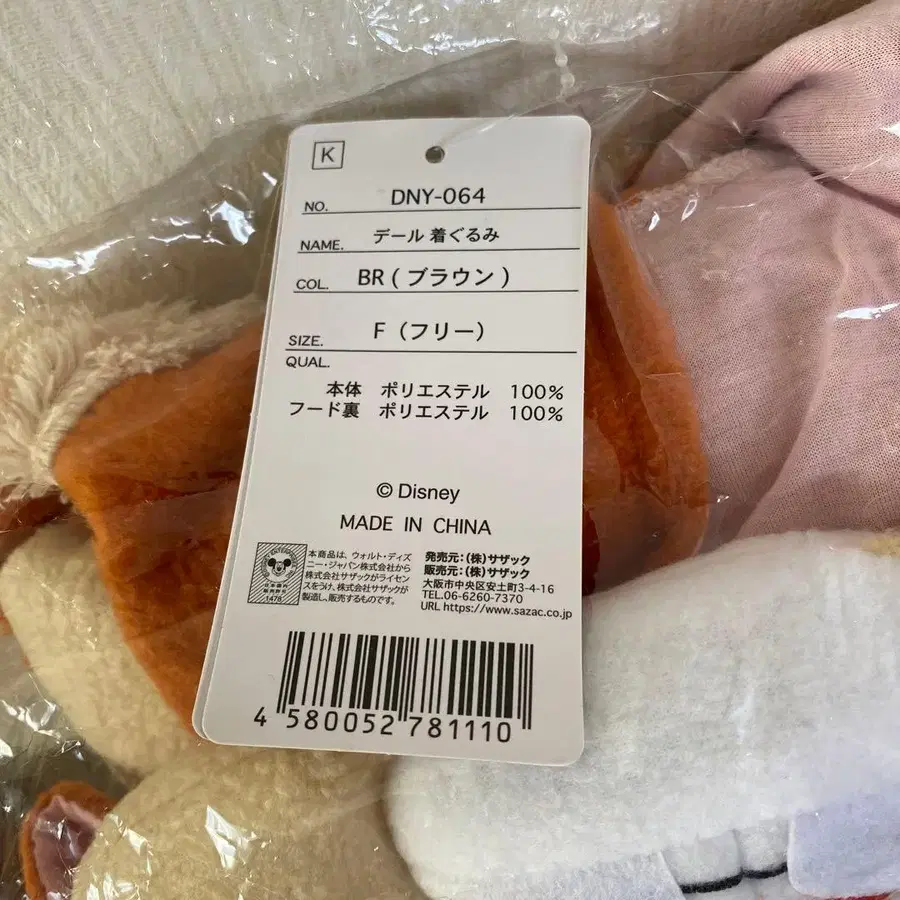 K
NO. DNY-064
NAME. デール 着ぐるみ
COL. BR ( ブラウン )
SIZE. F （フリー）
QUAL.
本体 ポリエステル 100%
フード裏 ポリエステル 100%
© Disney
MADE IN CHINA
本商品は、ウォルト・ディズ
ニー・ジャパン株式会社から
株式会社サザックがライセン
スをうけ、株式会社サザックが
製造し、販売するものです。
1478
発売元：(株)サザック
販売元：(株)サザック
大阪市中央区安土町3-4-16
TEL.06-6260-7370
URL https://www.sazac.co.jp
4 580052 781110